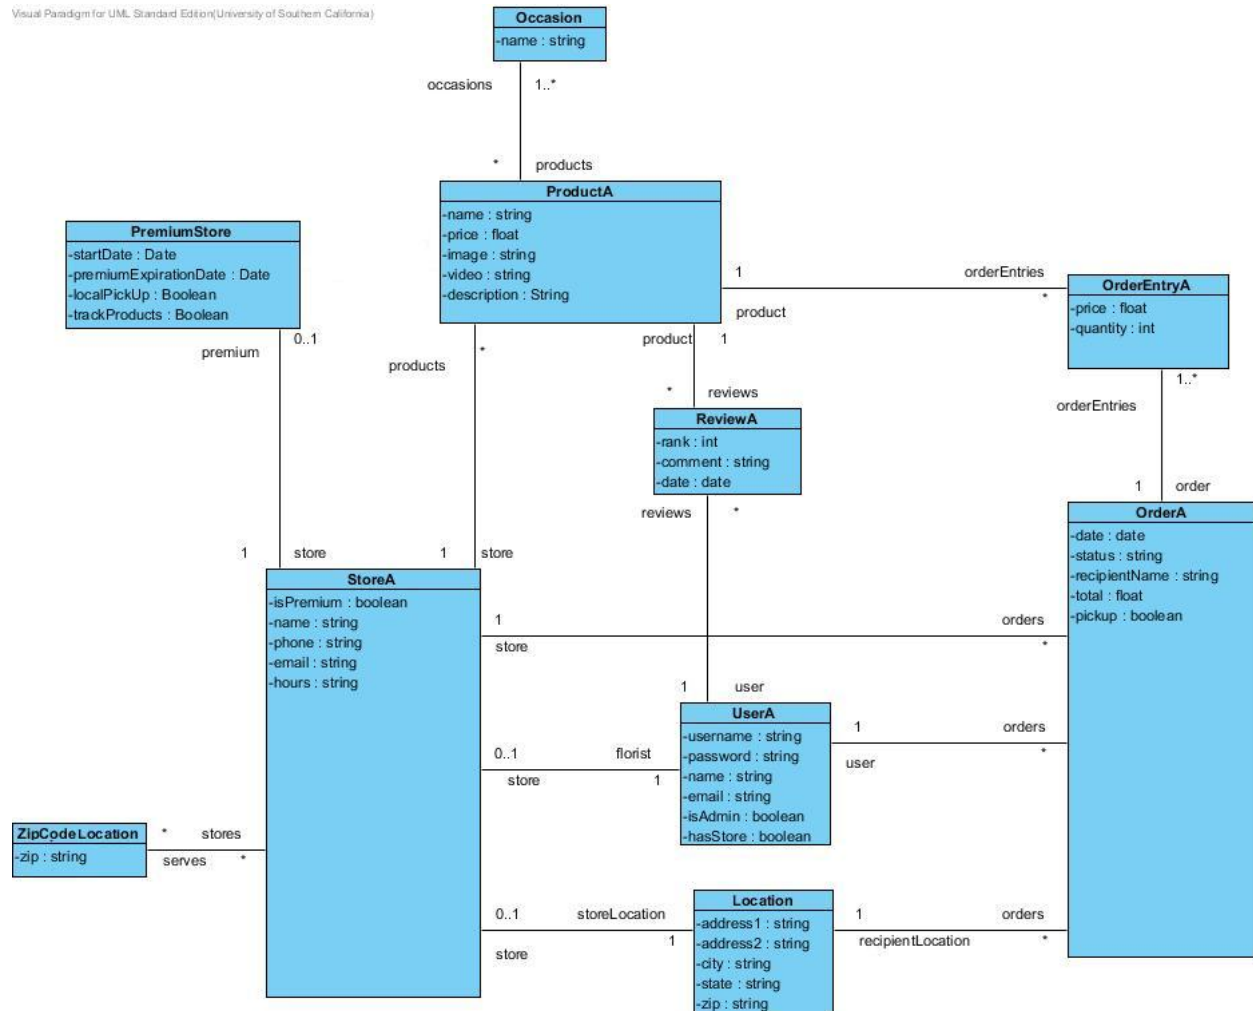 Visual Paradigm for UML Standard Edition(University of Southern California)
Occasion
-name : string
occasions
1..*
*
products
ProductA
-name : string
-price : float
-image : string
-video : string
-description : String
PremiumStore
-startDate : Date
-premiumExpirationDate : Date
-localPickUp : Boolean
-trackProducts : Boolean
1
orderEntries
product
*
OrderEntryA
-price : float
-quantity : int
0..1
premium
products
*
product
1
*
reviews
1..*
orderEntries
ReviewA
-rank : int
-comment : string
-date : date
reviews
*
1
order
OrderA
-date : date
-status : string
-recipientName : string
-total : float
-pickup : boolean
1
store
1
store
StoreA
-isPremium : boolean
-name : string
-phone : string
-email : string
-hours : string
1
orders
store
*
1
user
UserA
-username : string
-password : string
-name : string
-email : string
-isAdmin : boolean
-hasStore : boolean
0..1
florist
store
1
1
orders
user
*
ZipCodeLocation
-zip : string
*
stores
serves
*
0..1
storeLocation
store
1
Location
-address1 : string
-address2 : string
-city : string
-state : string
-zip : string
1
orders
recipientLocation
*